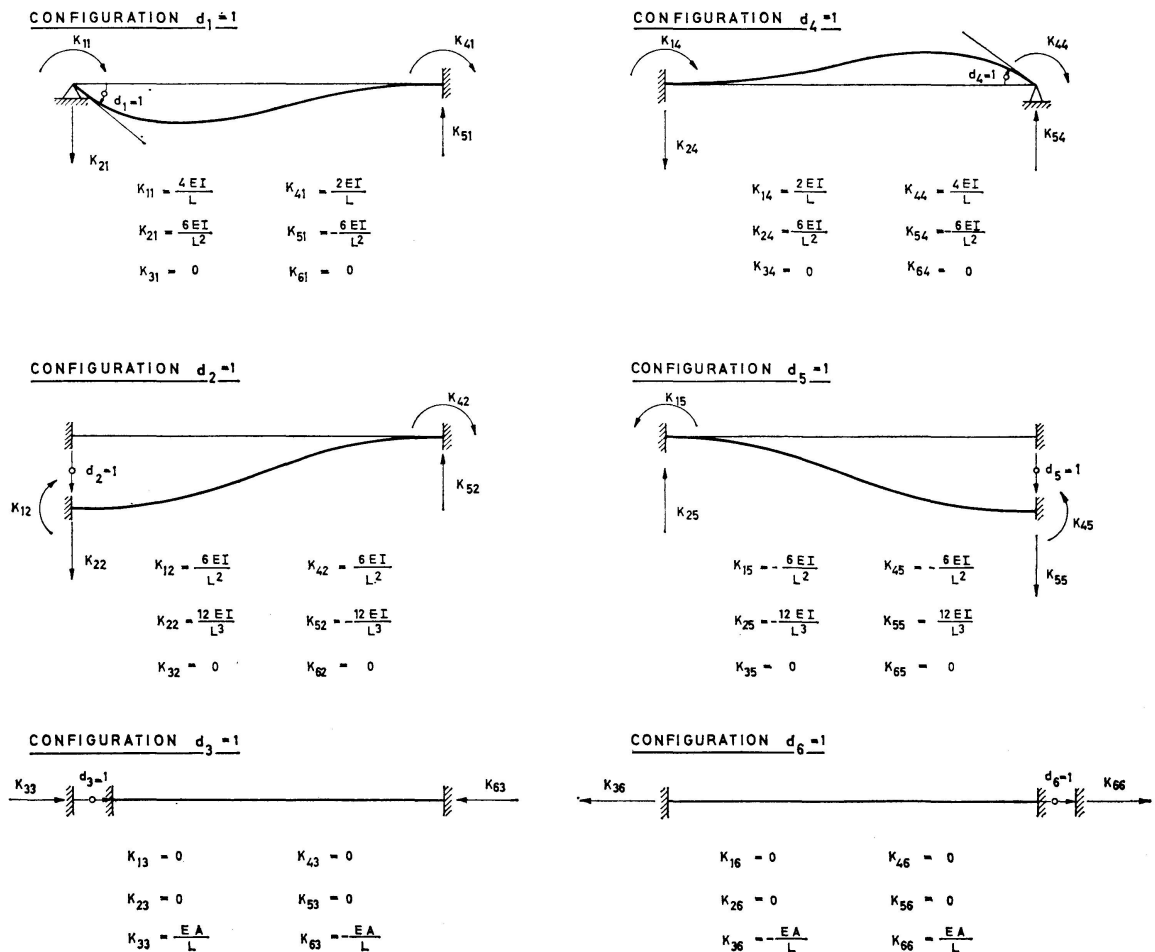 CONFIGURATION d₁=1
K₁₁
K₄₁
d₁=1
K₂₁
K₅₁
K₁₁ = 4EI/L K₄₁ = 2EI/L
K₂₁ = 6EI/L² K₅₁ = -6EI/L²
K₃₁ = 0 K₆₁ = 0
CONFIGURATION d₄=1
K₁₄
K₄₄
d₄=1
K₂₄
K₅₄
K₁₄ = 2EI/L K₄₄ = 4EI/L
K₂₄ = -6EI/L² K₅₄ = -6EI/L²
K₃₄ = 0 K₆₄ = 0
CONFIGURATION d₂=1
K₄₂
d₂=1
K₁₂
K₅₂
K₂₂
K₁₂ = 6EI/L² K₄₂ = 6EI/L²
K₂₂ = 12EI/L³ K₅₂ = -12EI/L³
K₃₂ = 0 K₆₂ = 0
CONFIGURATION d₅=1
K₁₅
d₅=1
K₂₅
K₄₅
K₅₅
K₁₅ = -6EI/L² K₄₅ = -6EI/L²
K₂₅ = -12EI/L³ K₅₅ = 12EI/L³
K₃₅ = 0 K₆₅ = 0
CONFIGURATION d₃=1
K₃₃
d₃=1
K₆₃
K₁₃ = 0 K₄₃ = 0
K₂₃ = 0 K₅₃ = 0
K₃₃ = EA/L K₆₃ = -EA/L
CONFIGURATION d₆=1
K₃₆
d₆=1
K₆₆
K₁₆ = 0 K₄₆ = 0
K₂₆ = 0 K₅₆ = 0
K₃₆ = -EA/L K₆₆ = EA/L